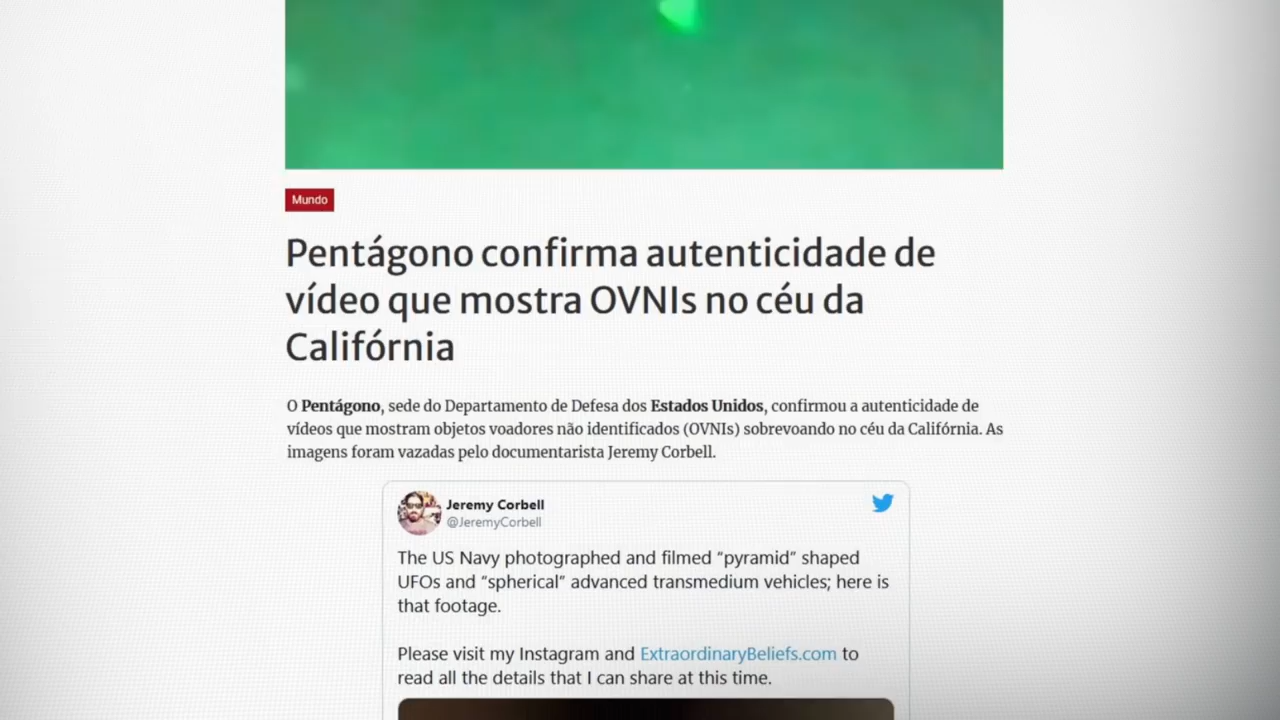 Mundo
Pentágono confirma autenticidade de
vídeo que mostra OVNIs no céu da
Califórnia
O Pentágono, sede do Departamento de Defesa dos Estados Unidos, confirmou a autenticidade de
vídeos que mostram objetos voadores não identificados (OVNIs) sobrevoando no céu da Califórnia. As
imagens foram vazadas pelo documentarista Jeremy Corbell.
Jeremy Corbell
@JeremyCorbell
The US Navy photographed and filmed “pyramid” shaped
UFOs and “spherical” advanced transmedium vehicles; here is
that footage.
Please visit my Instagram and ExtraordinaryBeliefs.com to
read all the details that I can share at this time.